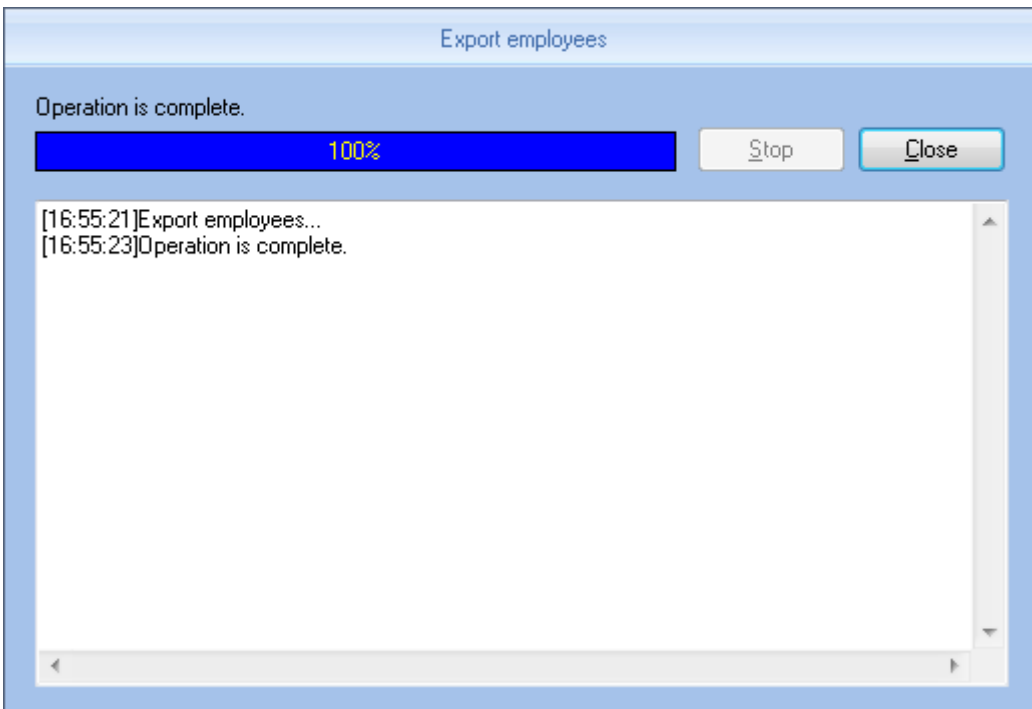 Export employees
Operation is complete.
100%
Stop
Close
[16:55:21]Export employees...
[16:55:23]Operation is complete.